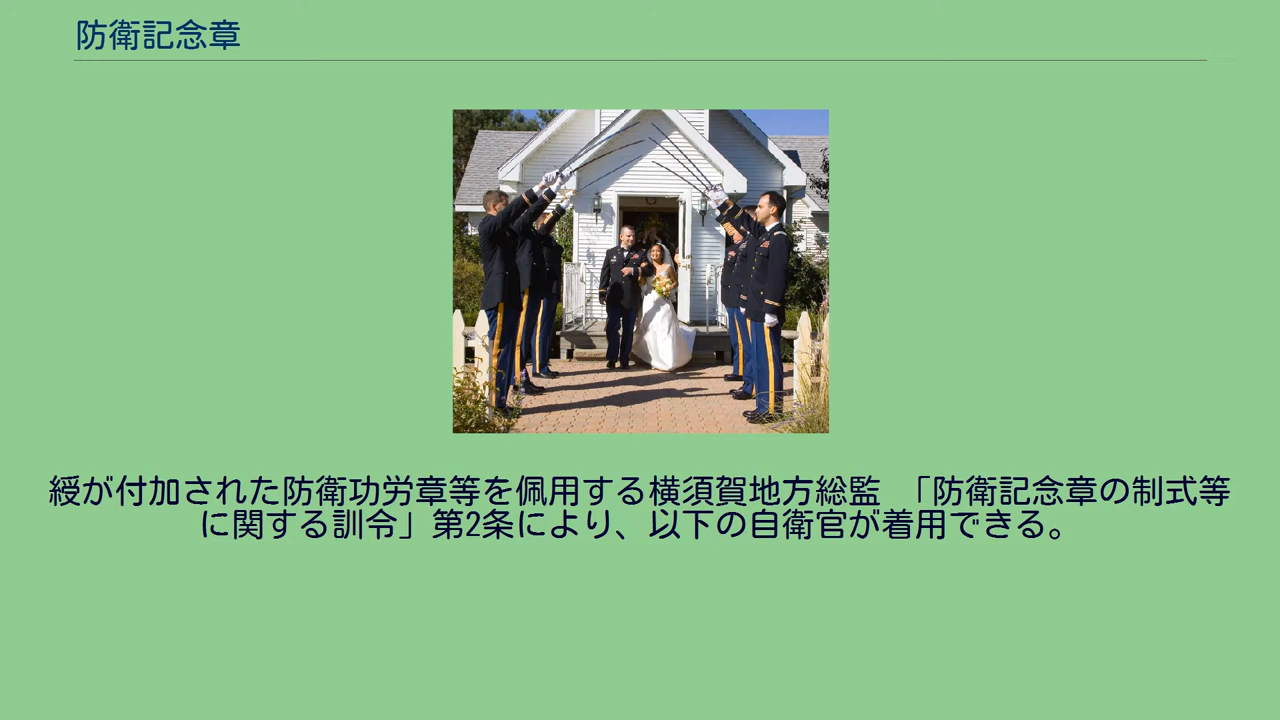 防衛記念章
綬が付加された防衛功労章等を佩用する横須賀地方総監　「防衛記念章の制式等
に関する訓令」第2条により、以下の自衛官が着用できる。